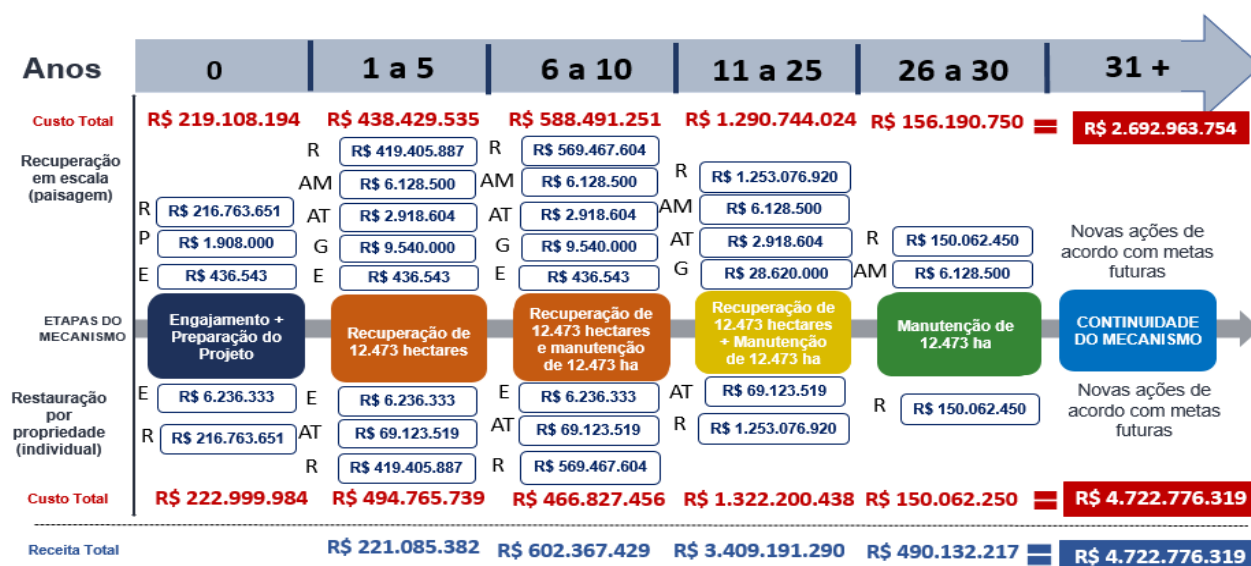 Anos 0 1 a 5 6 a 10 11 a 25 26 a 30 31 +
Custo Total R$ 219.108.194 R$ 438.429.535 R$ 588.491.251 R$ 1.290.744.024 R$ 156.190.750 = R$ 2.692.963.754
Recuperação
em escala
(paisagem)
R R$ 216.763.651
P R$ 1.908.000
E R$ 436.543
R R$ 419.405.887
AM R$ 6.128.500
AT R$ 2.918.604
G R$ 9.540.000
E R$ 436.543
R R$ 569.467.604
AM R$ 6.128.500
AT R$ 2.918.604
G R$ 9.540.000
E R$ 436.543
R R$ 1.253.076.920
AM R$ 6.128.500
AT R$ 2.918.604
G R$ 28.620.000
R R$ 150.062.450
AM R$ 6.128.500
Novas ações de
acordo com metas
futuras
ETAPAS DO
MECANISMO
Engajamento +
Preparação do
Projeto
Recuperação de
12.473 hectares
Recuperação de
12.473 hectares
e manutenção
de 12.473 ha
Recuperação de
12.473 hectares
+ Manutenção
de 12.473 ha
Manutenção de
12.473 ha
CONTINUIDADE
DO MECANISMO
Restauração
por
propriedade
(individual)
E R$ 6.236.333
R R$ 216.763.651
E R$ 6.236.333
AT R$ 69.123.519
R R$ 419.405.887
E R$ 6.236.333
AT R$ 69.123.519
R R$ 569.467.604
AT R$ 69.123.519
R R$ 1.253.076.920
R R$ 150.062.450
Novas ações de
acordo com metas
futuras
Custo Total R$ 222.999.984 R$ 494.765.739 R$ 466.827.456 R$ 1.322.200.438 R$ 150.062.250 = R$ 4.722.776.319
Receita Total R$ 221.085.382 R$ 602.367.429 R$ 3.409.191.290 R$ 490.132.217 = R$ 4.722.776.319